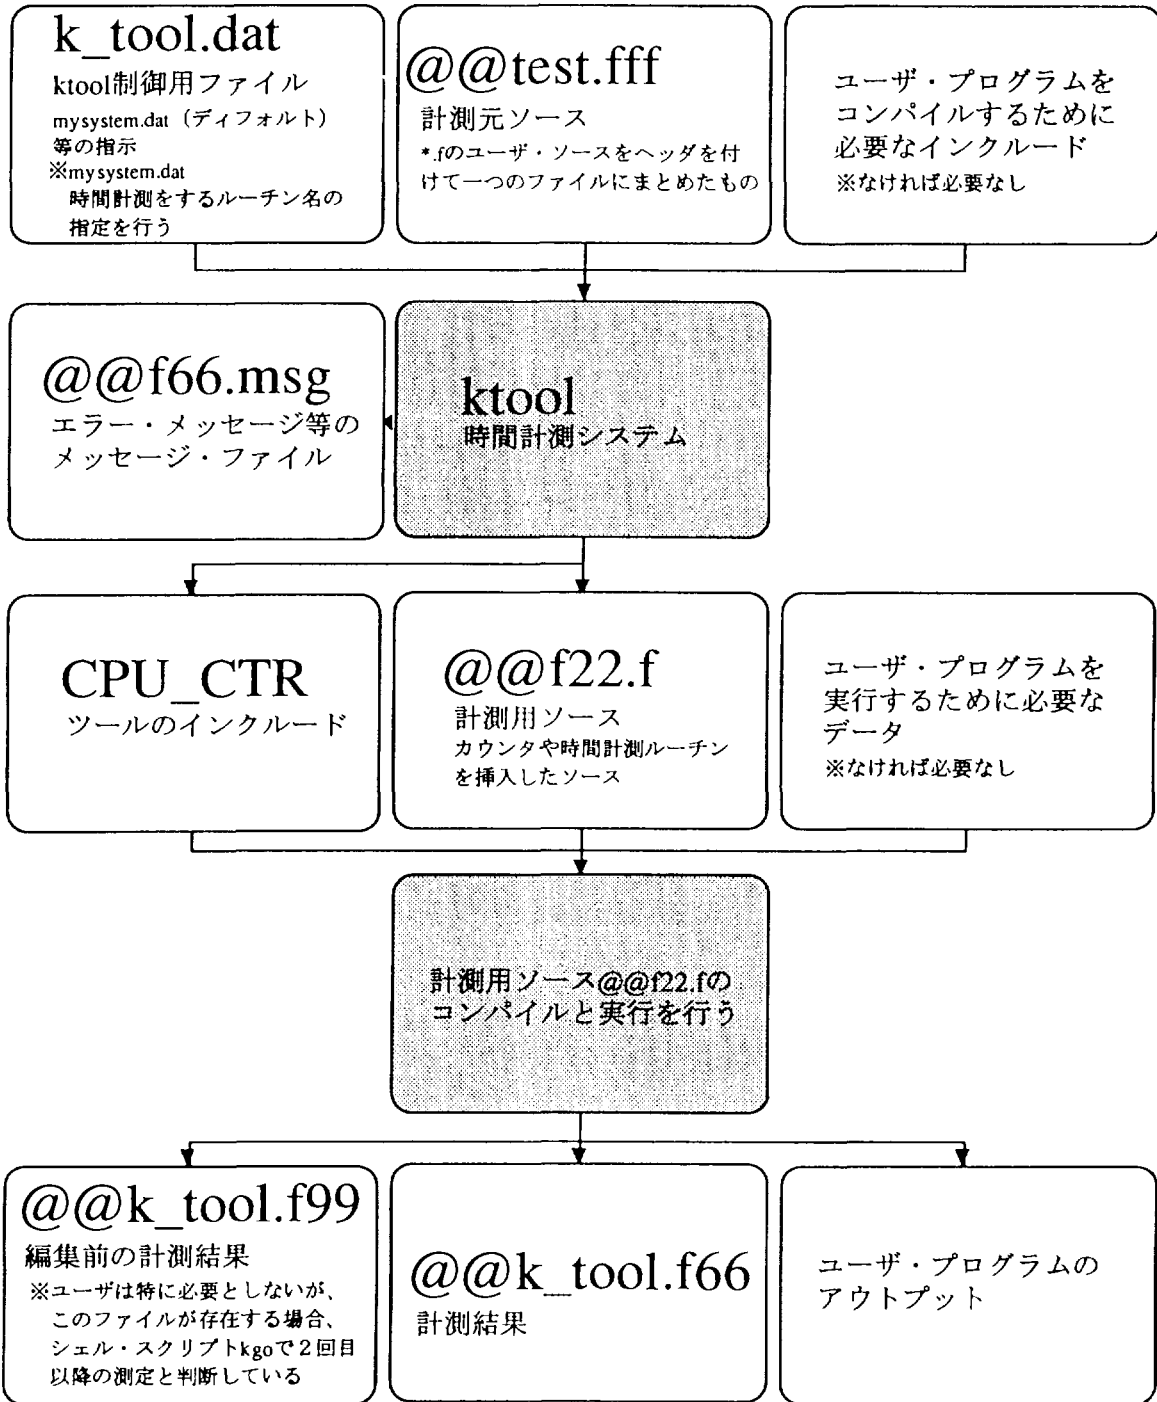 k_tool.dat
ktool制御用ファイル
mysystem.dat（ディフォルト）
等の指示
※mysystem.dat
時間計測をするルーチン名の
指定を行う
@@test.fff
計測元ソース
*.fのユーザ・ソースをヘッダを付
けて一つのファイルにまとめたもの
ユーザ・プログラムを
コンパイルするために
必要なインクルード
※なければ必要なし
@@f66.msg
エラー・メッセージ等の
メッセージ・ファイル
ktool
時間計測システム
CPU_CTR
ツールのインクルード
@@f22.f
計測用ソース
カウンタや時間計測ルーチン
を挿入したソース
ユーザ・プログラムを
実行するために必要な
データ
※なければ必要なし
計測用ソース@@f22.fの
コンパイルと実行を行う
@@k_tool.f99
編集前の計測結果
※ユーザは特に必要としないが、
このファイルが存在する場合、
シェル・スクリプトkgoで２回目
以降の測定と判断している
@@k_tool.f66
計測結果
ユーザ・プログラムの
アウトプット